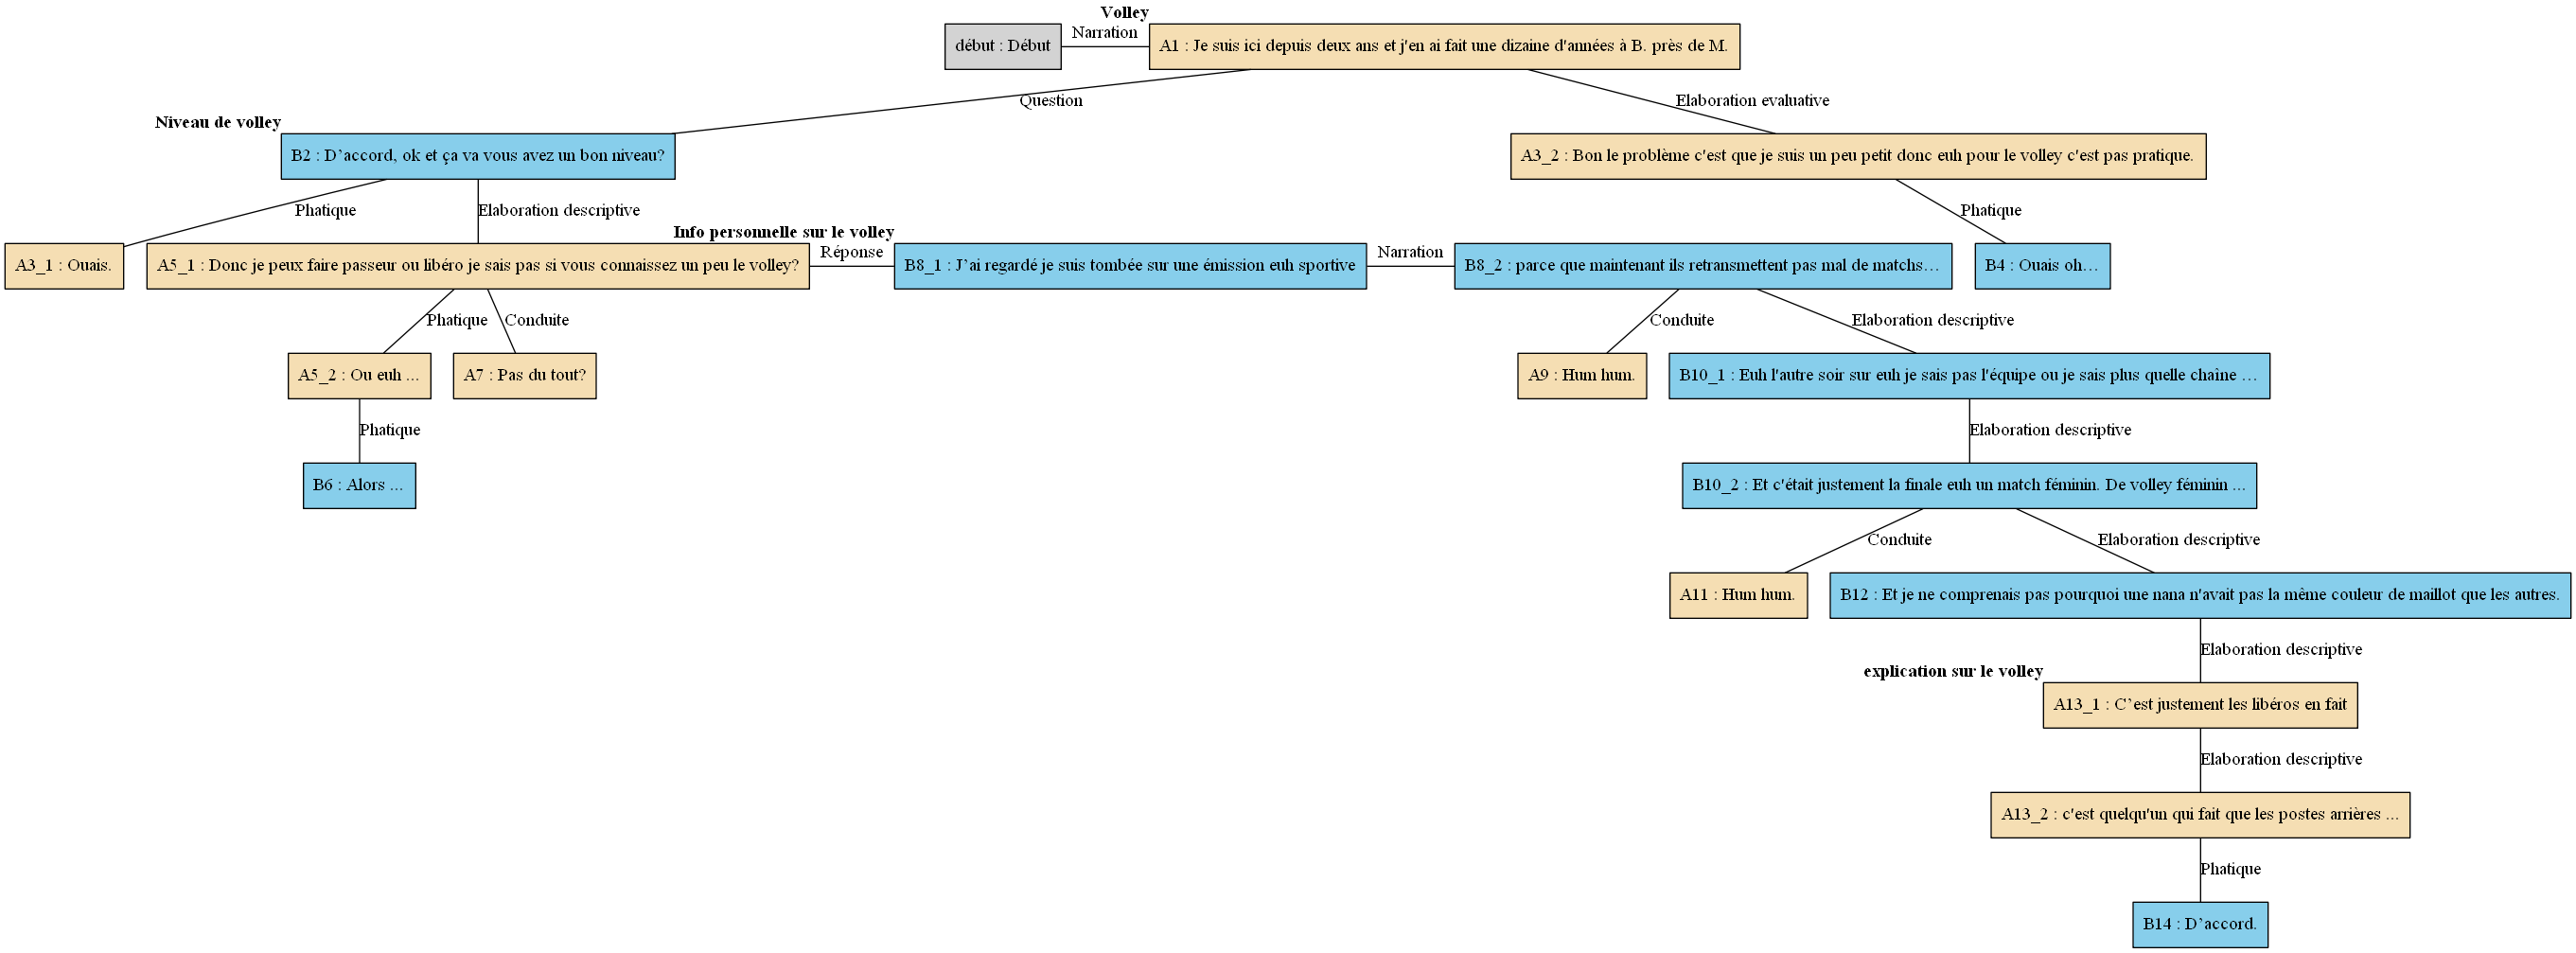 Volley
Narration
début : Début
A1 : Je suis ici depuis deux ans et j'en ai fait une dizaine d'années à B. près de M.
Question
Elaboration evaluative
Niveau de volley
B2 : D’accord, ok et ça va vous avez un bon niveau?
A3_2 : Bon le problème c'est que je suis un peu petit donc euh pour le volley c'est pas pratique.
Phatique
Elaboration descriptive
Phatique
Info personnelle sur le volley
A3_1 : Ouais.
A5_1 : Donc je peux faire passeur ou libéro je sais pas si vous connaissez un peu le volley?
Réponse
B8_1 : J’ai regardé je suis tombée sur une émission euh sportive
Narration
B8_2 : parce que maintenant ils retransmettent pas mal de matchs…
B4 : Ouais oh…
Phatique
Conduite
Conduite
Elaboration descriptive
A5_2 : Ou euh ...
A7 : Pas du tout?
A9 : Hum hum.
B10_1 : Euh l'autre soir sur euh je sais pas l'équipe ou je sais plus quelle chaîne …
Phatique
Elaboration descriptive
B6 : Alors ...
B10_2 : Et c'était justement la finale euh un match féminin. De volley féminin ...
Conduite
Elaboration descriptive
A11 : Hum hum.
B12 : Et je ne comprenais pas pourquoi une nana n'avait pas la même couleur de maillot que les autres.
Elaboration descriptive
explication sur le volley
A13_1 : C’est justement les libéros en fait
Elaboration descriptive
A13_2 : c'est quelqu'un qui fait que les postes arrières ...
Phatique
B14 : D’accord.